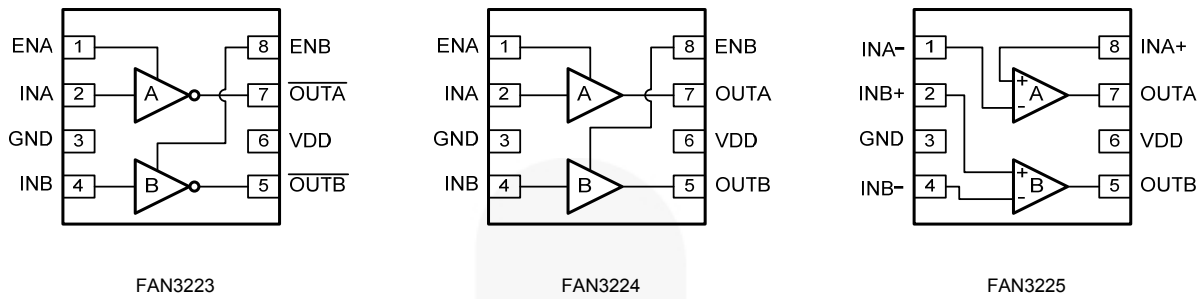 ENA 1 8 ENB
INA 2 A 7 OUTA
GND 3 6 VDD
INB 4 B 5 OUTB
FAN3223
ENA 1 8 ENB
INA 2 A 7 OUTA
GND 3 6 VDD
INB 4 B 5 OUTB
FAN3224
INA- 1 8 INA+
INB+ 2 + - A 7 OUTA
GND 3 6 VDD
INB- 4 + - B 5 OUTB
FAN3225